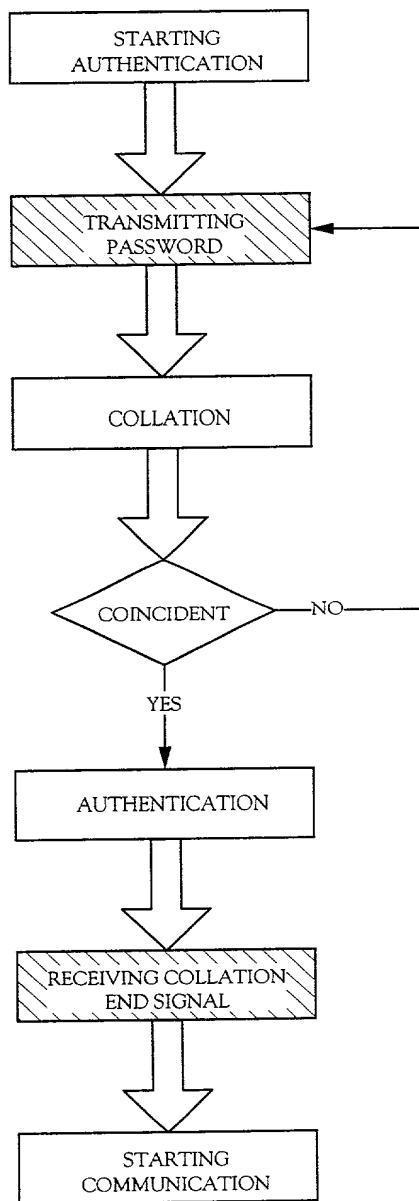 STARTING
AUTHENTICATION
TRANSMITTING
PASSWORD
COLLATION
COINCIDENT
NO
YES
AUTHENTICATION
RECEIVING COLLATION
END SIGNAL
STARTING
COMMUNICATION